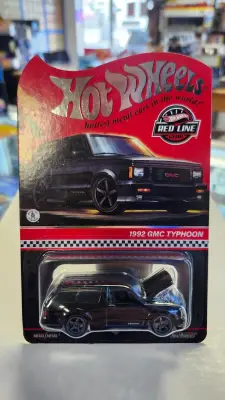 HOT WHEELS
hottest metal cars in the world!
RED LINE
CLUB
GMC
1992 GMC TYPHOON